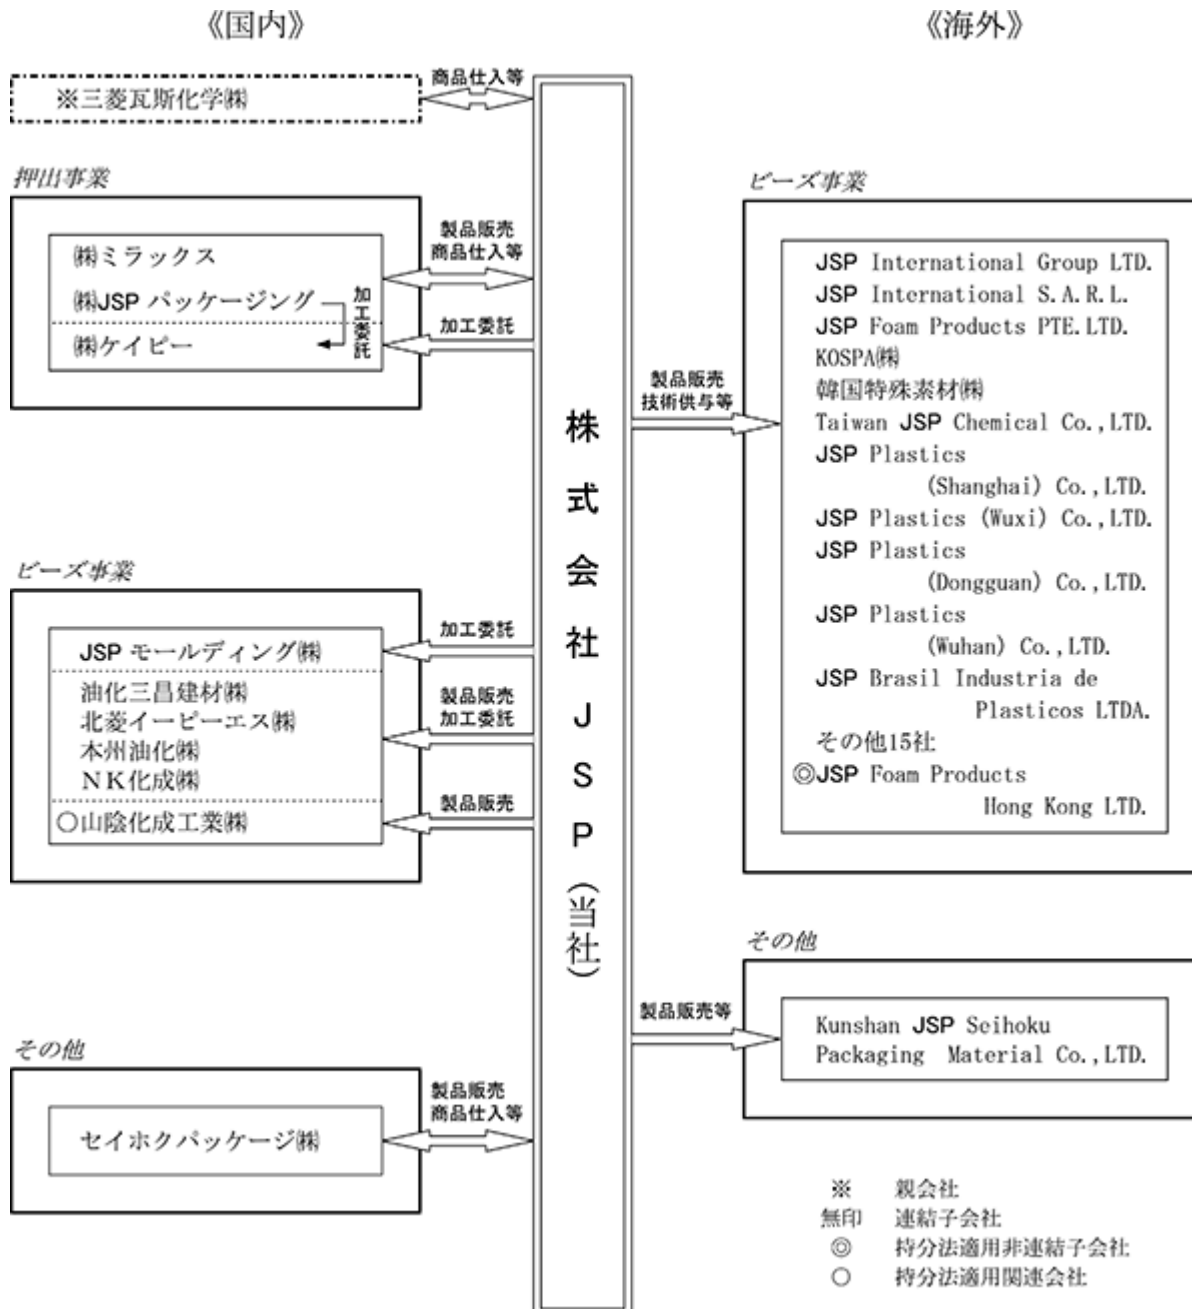 《国内》
《海外》
※三菱瓦斯化学㈱
商品仕入等
押出事業
㈱ミラックス
㈱JSP パッケージング
㈱ケイピー
加工委託
製品販売
商品仕入等
加工委託
ビーズ事業
JSP モールディング㈱
油化三昌建材㈱
北菱イーピーエス㈱
本州油化㈱
NK化成㈱
○山陰化成工業㈱
加工委託
製品販売
加工委託
製品販売
その他
セイホクパッケージ㈱
製品販売
商品仕入等
株式会社JSP(当社)
製品販売
技術供与等
ビーズ事業
JSP International Group LTD.
JSP International S.A.R.L.
JSP Foam Products PTE.LTD.
KOSPA㈱
韓国特殊素材㈱
Taiwan JSP Chemical Co.,LTD.
JSP Plastics
(Shanghai) Co.,LTD.
JSP Plastics (Wuxi) Co.,LTD.
JSP Plastics
(Dongguan) Co.,LTD.
JSP Plastics
(Wuhan) Co.,LTD.
JSP Brasil Industria de
Plasticos LTDA.
その他15社
◎JSP Foam Products
Hong Kong LTD.
製品販売等
その他
Kunshan JSP Seihoku
Packaging Material Co.,LTD.
※ 親会社
無印 連結子会社
◎ 持分法適用非連結子会社
○ 持分法適用関連会社